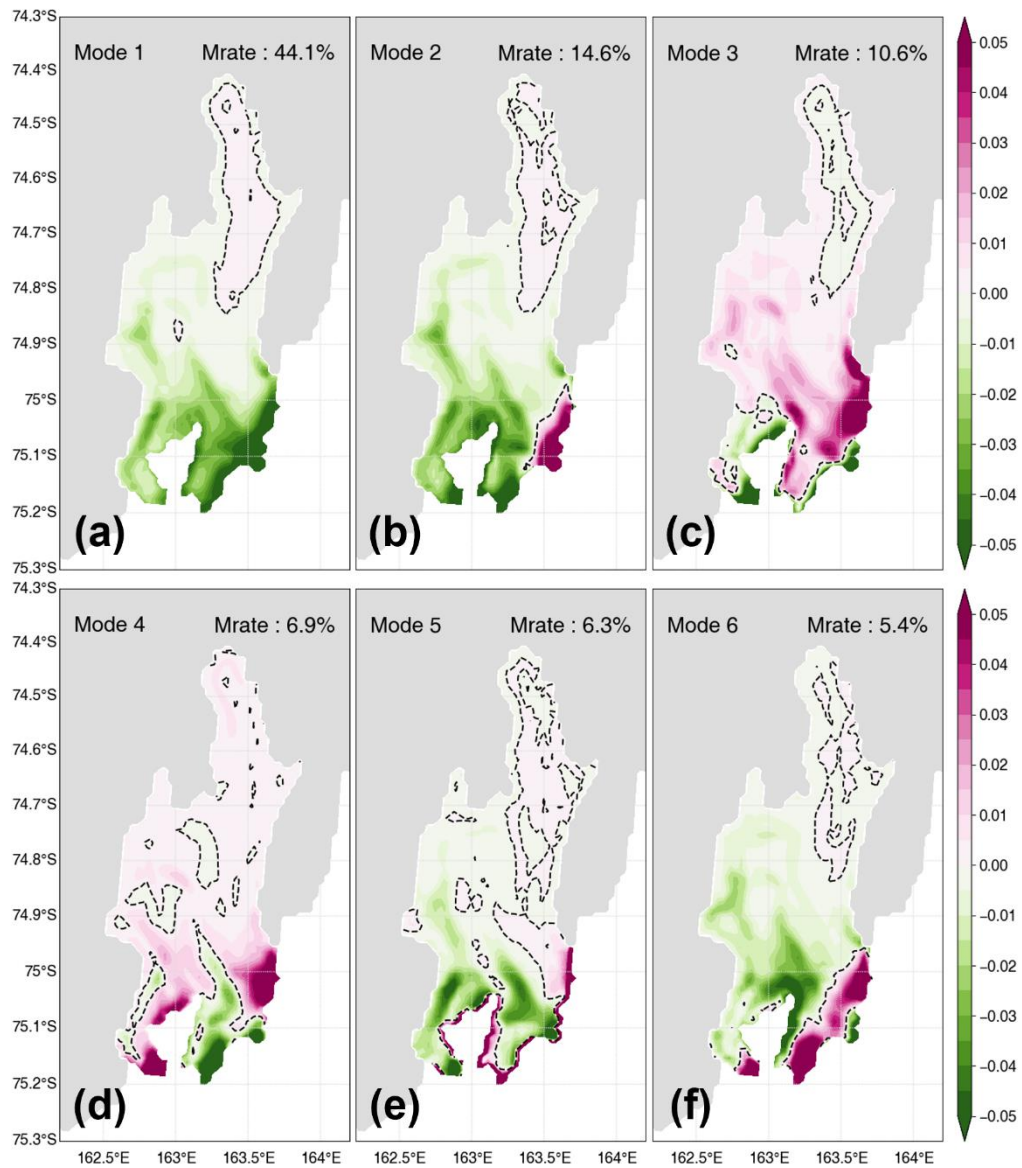 74.3°S
Mode 1 Mrate : 44.1% Mode 2 Mrate : 14.6% Mode 3 Mrate : 10.6%
74.4°S
74.5°S
74.6°S
74.7°S
74.8°S
74.9°S
75°S
75.1°S
75.2°S
75.3°S
(a) (b) (c)
0.05
0.04
0.03
0.02
0.01
0.00
−0.01
−0.02
−0.03
−0.04
−0.05
74.3°S
Mode 4 Mrate : 6.9% Mode 5 Mrate : 6.3% Mode 6 Mrate : 5.4%
74.4°S
74.5°S
74.6°S
74.7°S
74.8°S
74.9°S
75°S
75.1°S
75.2°S
75.3°S
(d) (e) (f)
0.05
0.04
0.03
0.02
0.01
0.00
−0.01
−0.02
−0.03
−0.04
−0.05
162.5°E 163°E 163.5°E 164°E 162.5°E 163°E 163.5°E 164°E 162.5°E 163°E 163.5°E 164°E